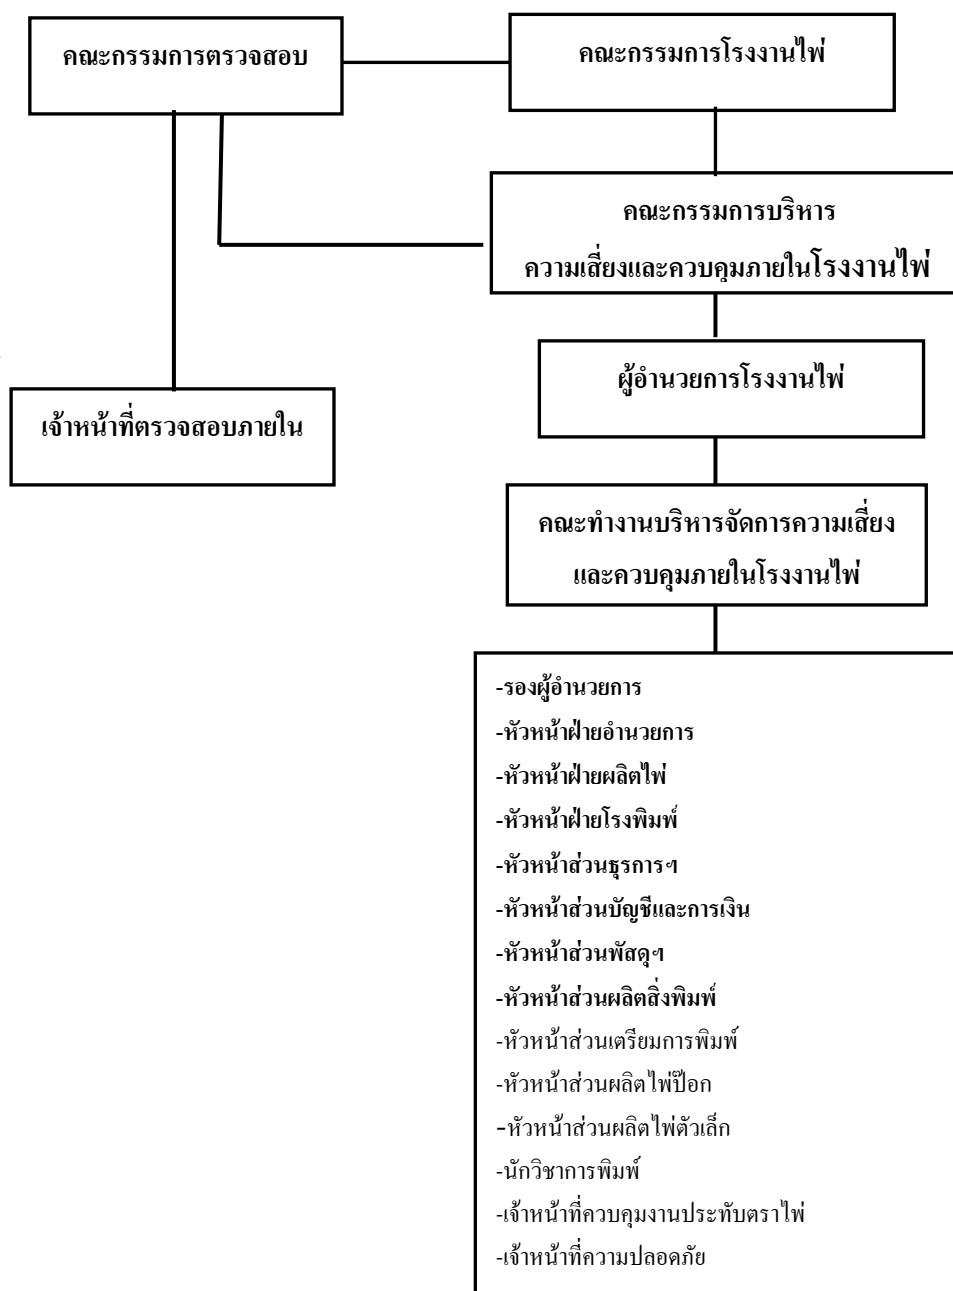 คณะกรรมการตรวจสอบ
คณะกรรมการโรงงานไพ่
คณะกรรมการบริหาร
ความเสี่ยงและควบคุมภายในโรงงานไพ่
ผู้อำนวยการโรงงานไพ่
เจ้าหน้าที่ตรวจสอบภายใน
คณะทำงานบริหารจัดการความเสี่ยง
และควบคุมภายในโรงงานไพ่
-รองผู้อำนวยการ
-หัวหน้าฝ่ายอำนวยการ
-หัวหน้าฝ่ายผลิตไพ่
-หัวหน้าฝ่ายโรงพิมพ์
-หัวหน้าส่วนธุรการฯ
-หัวหน้าส่วนบัญชีและการเงิน
-หัวหน้าส่วนพัสดุฯ
-หัวหน้าส่วนผลิตสิ่งพิมพ์
-หัวหน้าส่วนเตรียมการพิมพ์
-หัวหน้าส่วนผลิตไพ่ป๊อก
-หัวหน้าส่วนผลิตไพ่ตัวเล็ก
-นักวิชาการพิมพ์
-เจ้าหน้าที่ควบคุมงานประทับตราไพ่
-เจ้าหน้าที่ความปลอดภัย